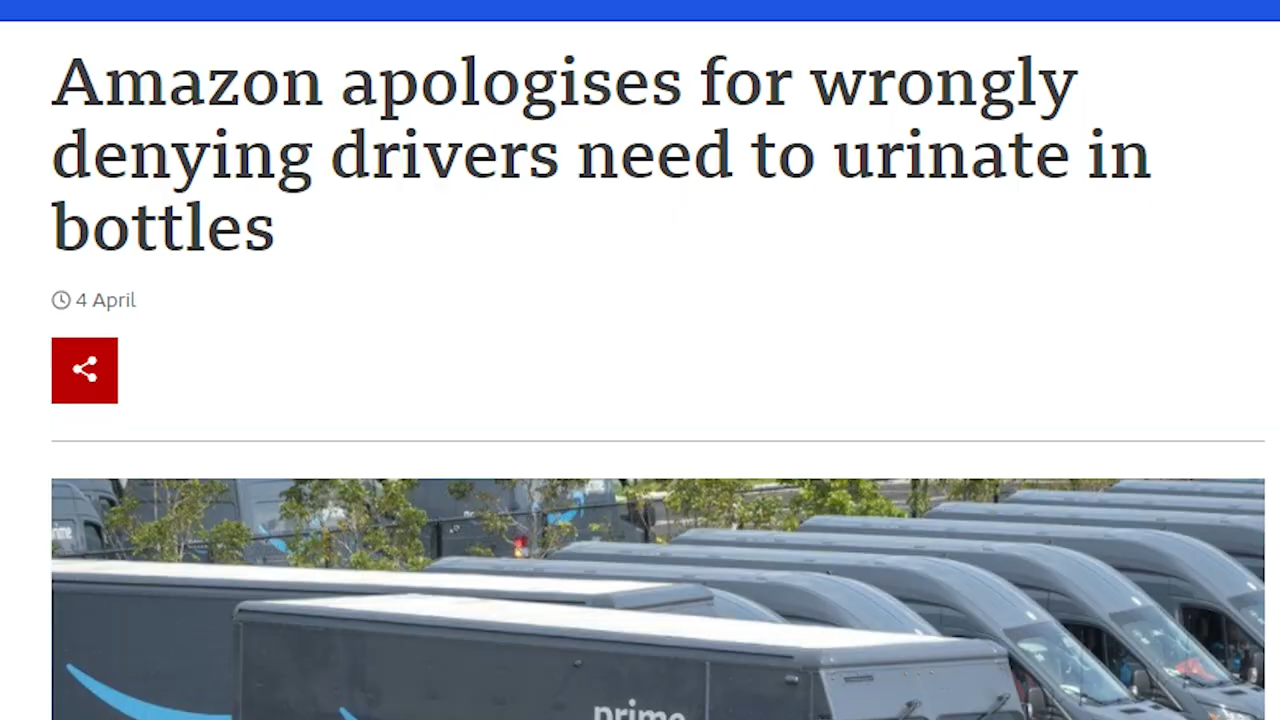 Amazon apologises for wrongly
denying drivers need to urinate in
bottles
4 April
prime